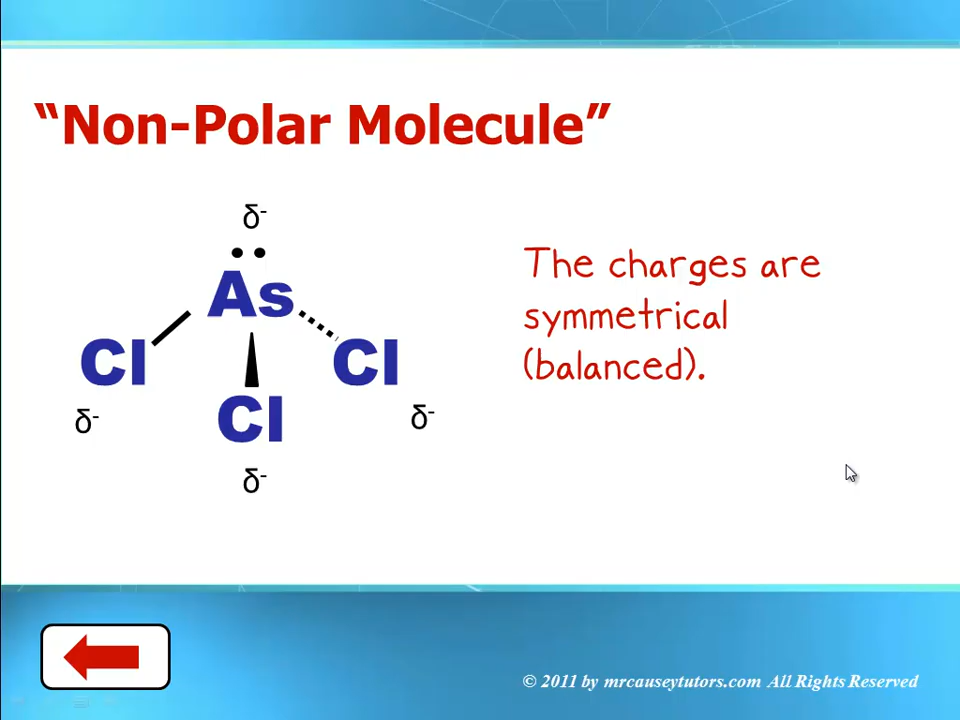 “Non-Polar Molecule”
δ-
As
Cl
Cl
Cl
δ-
δ-
δ-
The charges are
symmetrical
(balanced).
© 2011 by mrcauseytutors.com All Rights Reserved